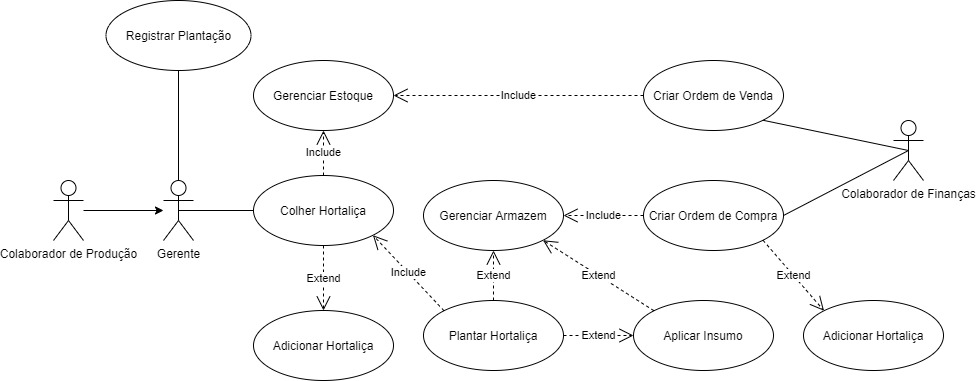 Registrar Plantação
Gerenciar Estoque
Include
Criar Ordem de Venda
Include
Colaborador de Produção
Gerente
Colher Hortaliça
Gerenciar Armazem
Include
Criar Ordem de Compra
Colaborador de Finanças
Extend
Include
Extend
Extend
Extend
Adicionar Hortaliça
Plantar Hortaliça
Extend
Aplicar Insumo
Adicionar Hortaliça